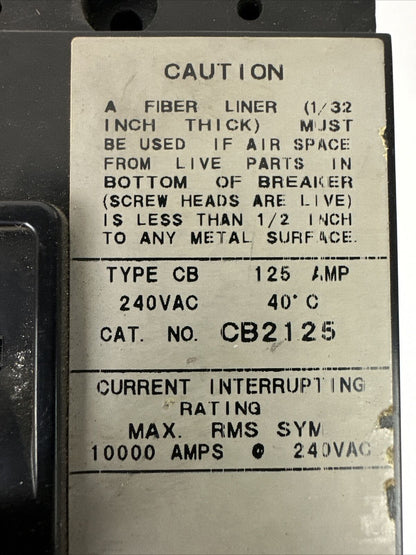 CAUTION
A FIBER LINER (1/32
INCH THICK) MUST
BE USED IF AIR SPACE
FROM LIVE PARTS IN
BOTTOM OF BREAKER
(SCREW HEADS ARE LIVE)
IS LESS THAN 1/2 INCH
TO ANY METAL SURFACE.
TYPE CB 125 AMP
240VAC 40° C
CAT. NO. CB2125
CURRENT INTERRUPTING
RATING
MAX. RMS SYM
10000 AMPS @ 240VAC